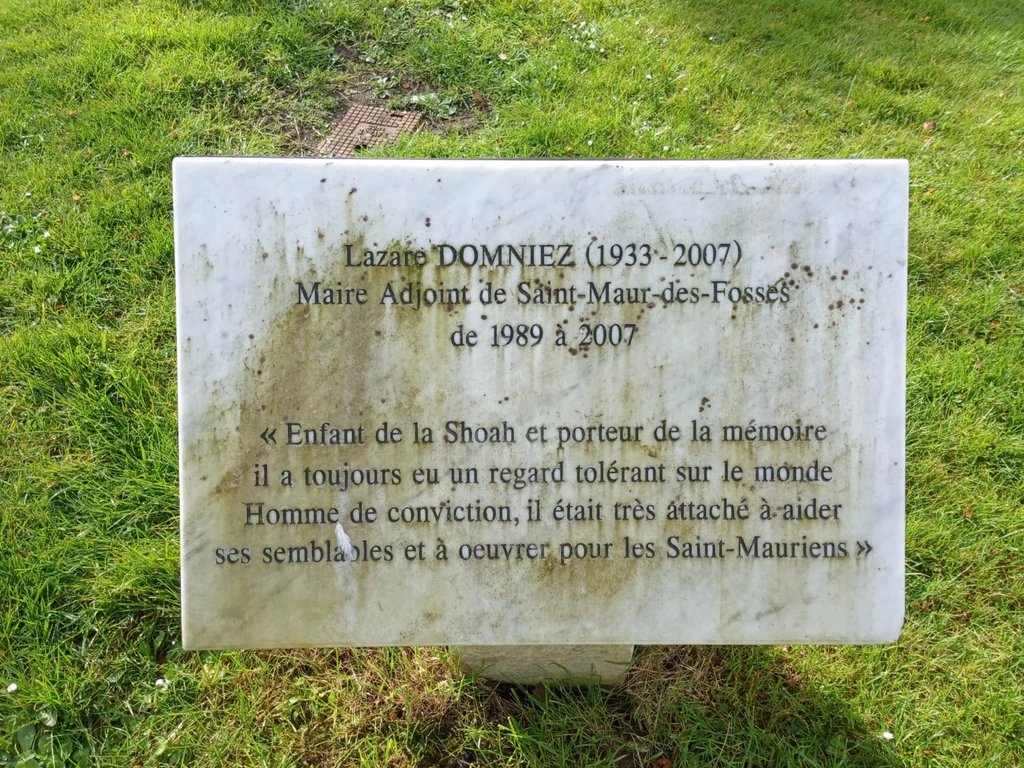 Lazare DOMNIEZ (1933 - 2007)
Maire Adjoint de Saint-Maur-des-Fosses
de 1989 à 2007
« Enfant de la Shoah et porteur de la mémoire
il a toujours eu un regard tolérant sur le monde
Homme de conviction, il était très attaché à aider
ses semblables et à oeuvrer pour les Saint-Mauriens »